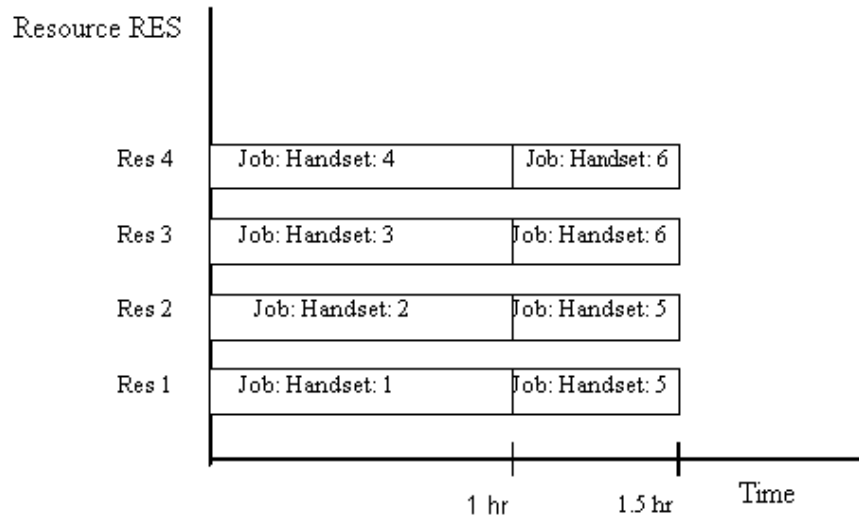 Resource RES
Res 4 Job: Handset: 4 Job: Handset: 6
Res 3 Job: Handset: 3 Job: Handset: 6
Res 2 Job: Handset: 2 Job: Handset: 5
Res 1 Job: Handset: 1 Job: Handset: 5
1 hr 1.5 hr Time